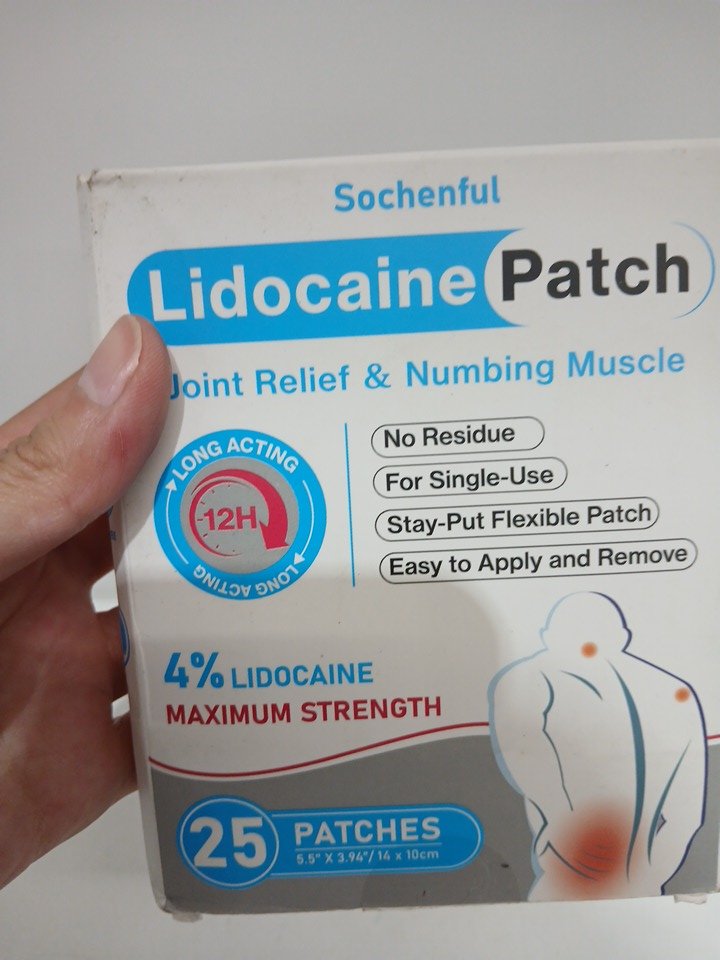 Sochenful
Lidocaine Patch
Joint Relief & Numbing Muscle
LONG ACTING
12H
LONG ACTING
No Residue
For Single-Use
Stay-Put Flexible Patch
Easy to Apply and Remove
4% LIDOCAINE
MAXIMUM STRENGTH
25 PATCHES
5.5" X 3.94"/14 x 10cm